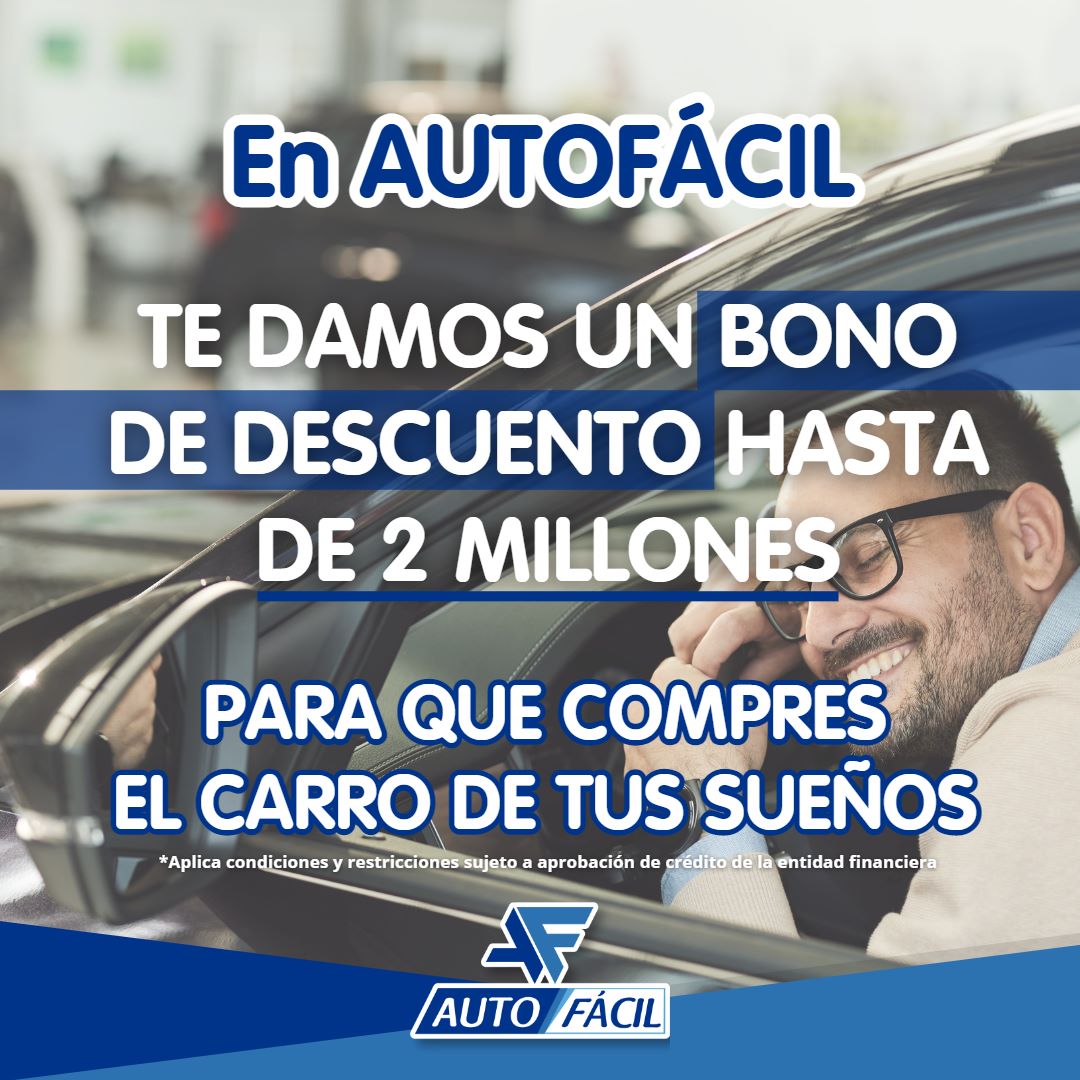 En AUTOFÁCIL
TE DAMOS UN BONO
DE DESCUENTO HASTA
DE 2 MILLONES
PARA QUE COMPRES
EL CARRO DE TUS SUEÑOS
*Aplica condiciones y restricciones sujeto a aprobación de crédito de la entidad financiera
AF
AUTO FÁCIL